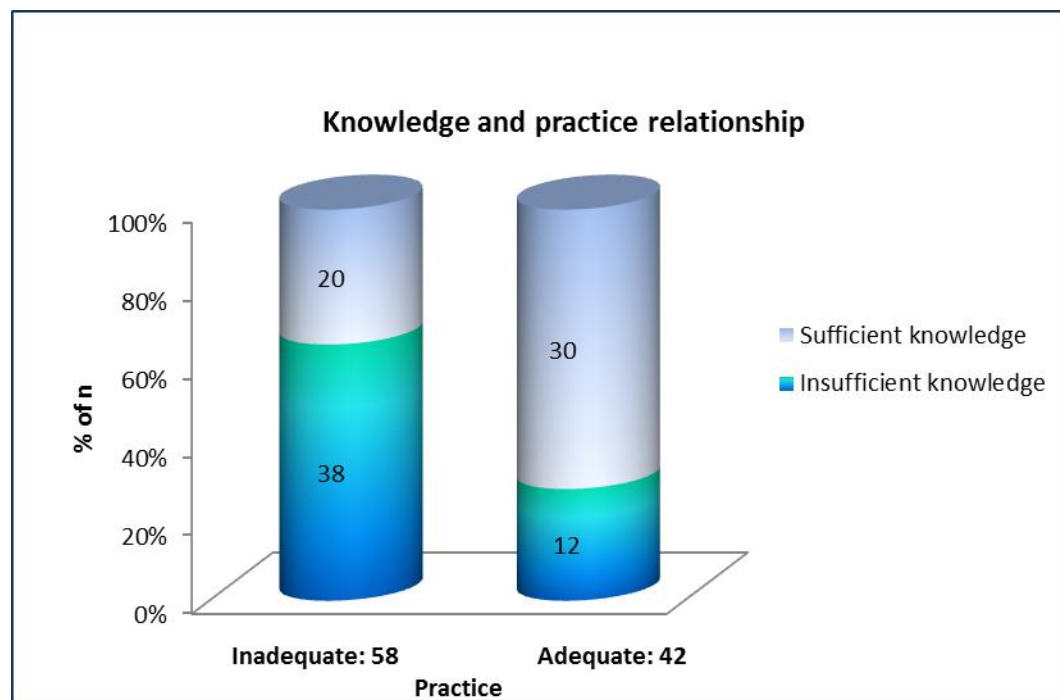 Knowledge and practice relationship
100%
80%
60%
40%
20%
0%
% of n
20
38
30
12
Sufficient knowledge
Insufficient knowledge
Inadequate: 58
Adequate: 42
Practice